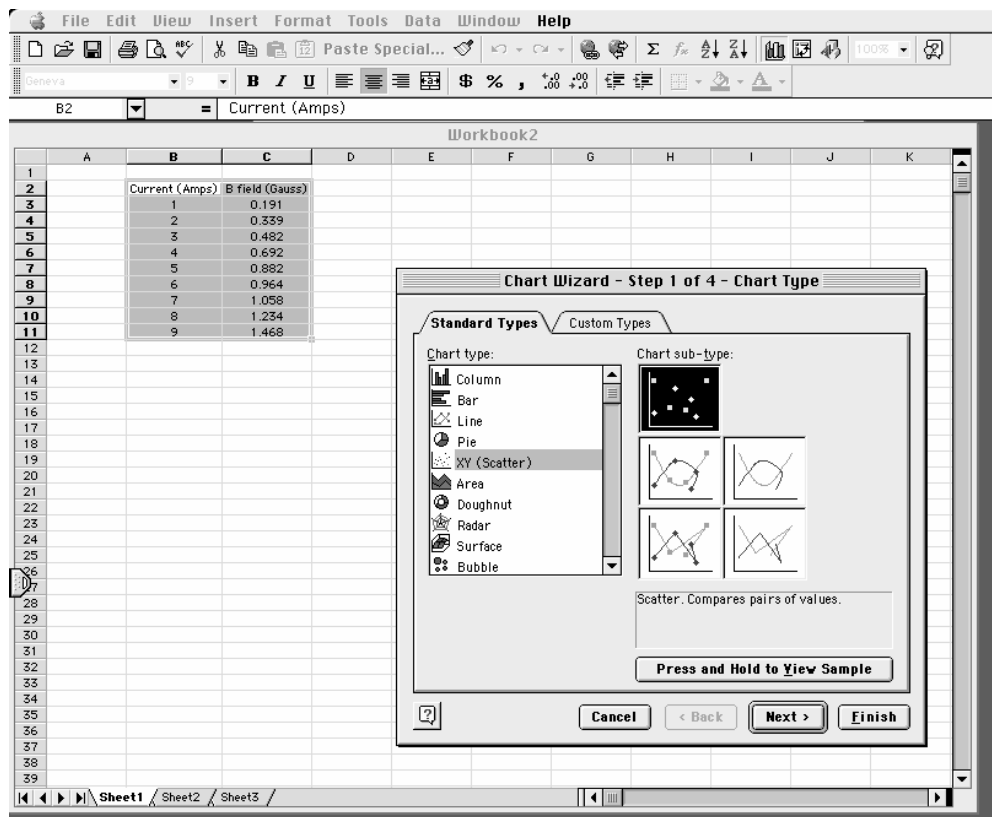 File Edit View Insert Format Tools Data Window Help
ABC Paste Special... Σ fx A Z Z A 100%
Geneva 9 B I U $ % ,
B2 = Current (Amps)
Workbook2
A B C D E F G H I J K
1
2 Current (Amps) B field (Gauss)
3 1 0.191
4 2 0.339
5 3 0.482
6 4 0.692
7 5 0.882
8 6 0.964
9 7 1.058
10 8 1.234
11 9 1.468
12
13
14
15
16
17
18
19
20
21
22
23
24
25
26
27
28
29
30
31
32
33
34
35
36
37
38
39
Chart Wizard - Step 1 of 4 - Chart Type
Standard Types Custom Types
Chart type:
Column
Bar
Line
Pie
XY (Scatter)
Area
Doughnut
Radar
Surface
Bubble
Chart sub-type:
Scatter. Compares pairs of values.
Press and Hold to View Sample
Cancel < Back Next > Finish
Sheet1 Sheet2 Sheet3